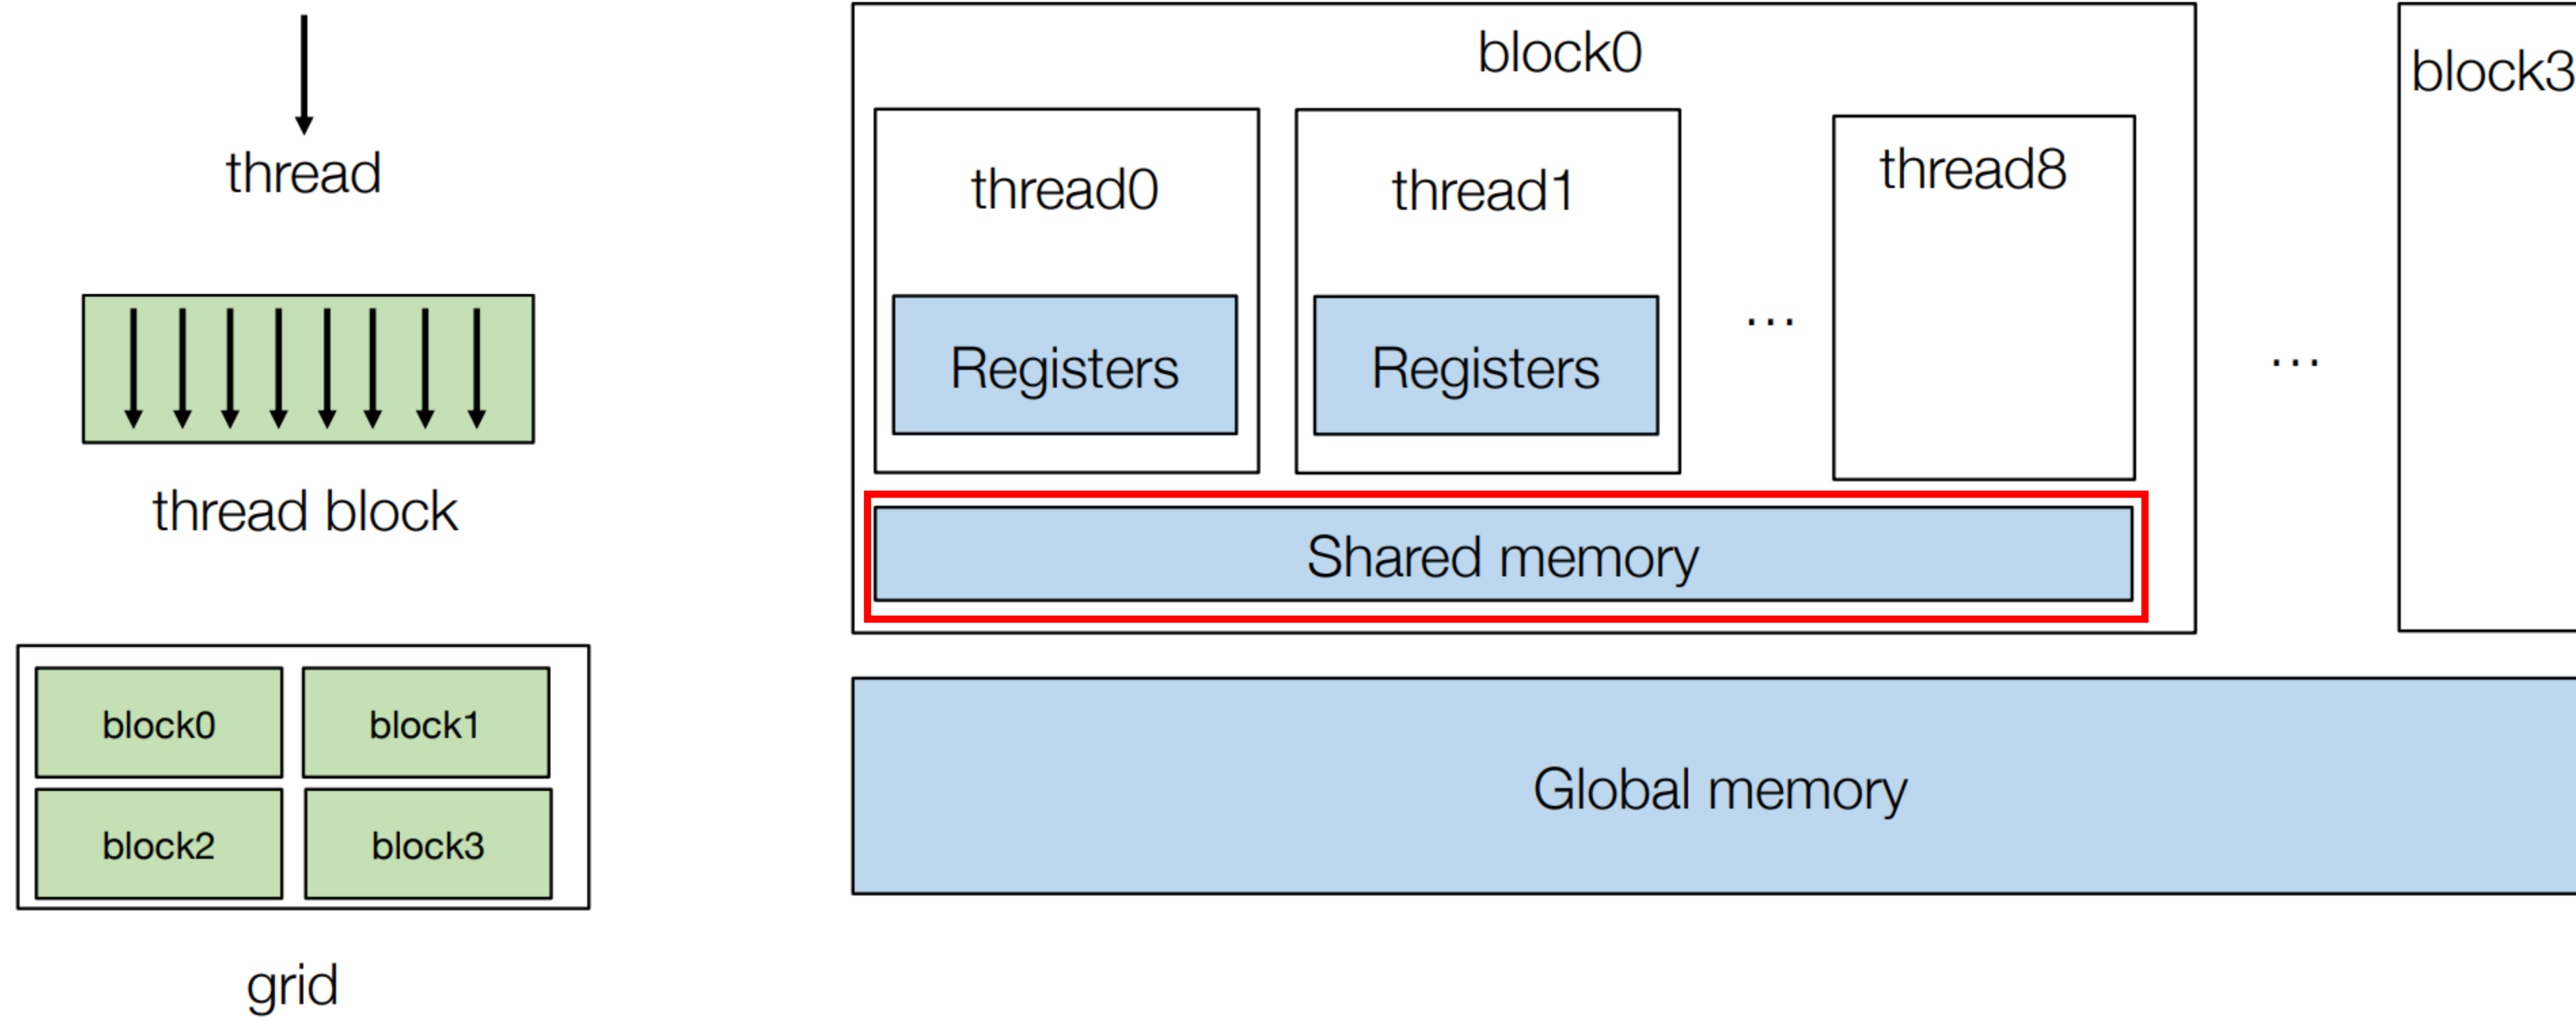 thread
thread block
block0
block1
block2
block3
grid
block0
thread0
Registers
thread1
Registers
...
thread8
Shared memory
...
block3
Global memory